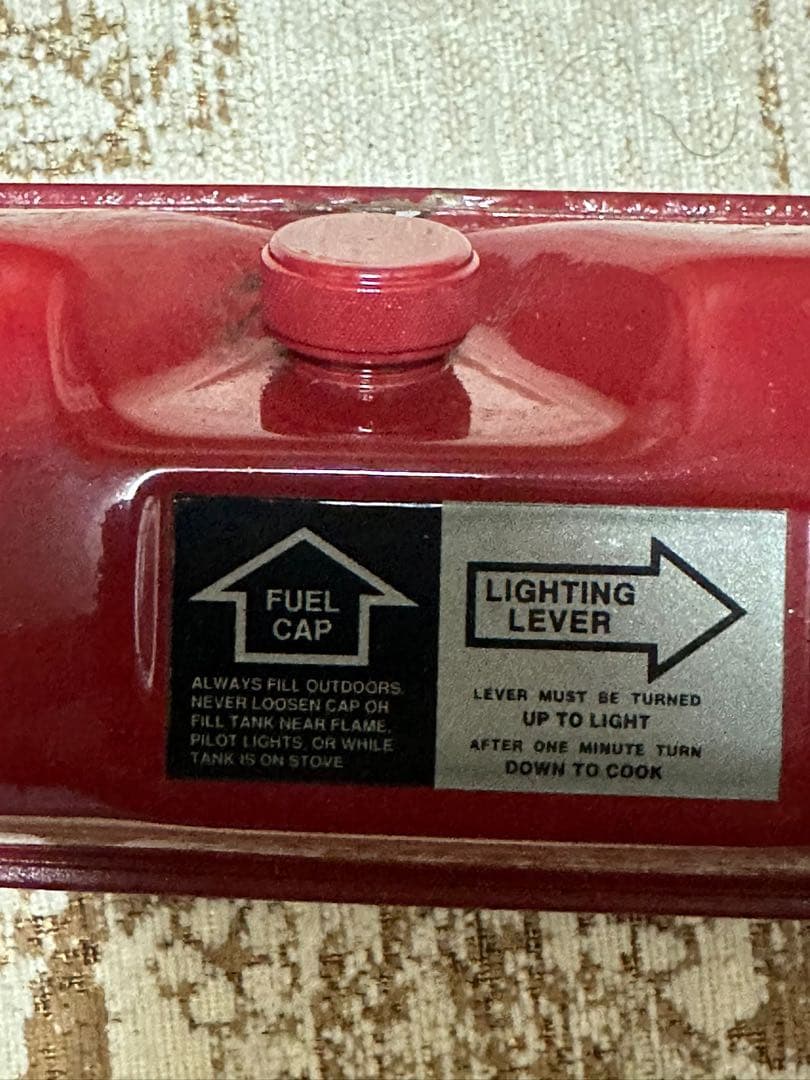 FUEL
CAP
ALWAYS FILL OUTDOORS.
NEVER LOOSEN CAP OR
FILL TANK NEAR FLAME,
PILOT LIGHTS, OR WHILE
TANK IS ON STOVE
LIGHTING
LEVER
LEVER MUST BE TURNED
UP TO LIGHT
AFTER ONE MINUTE TURN
DOWN TO COOK